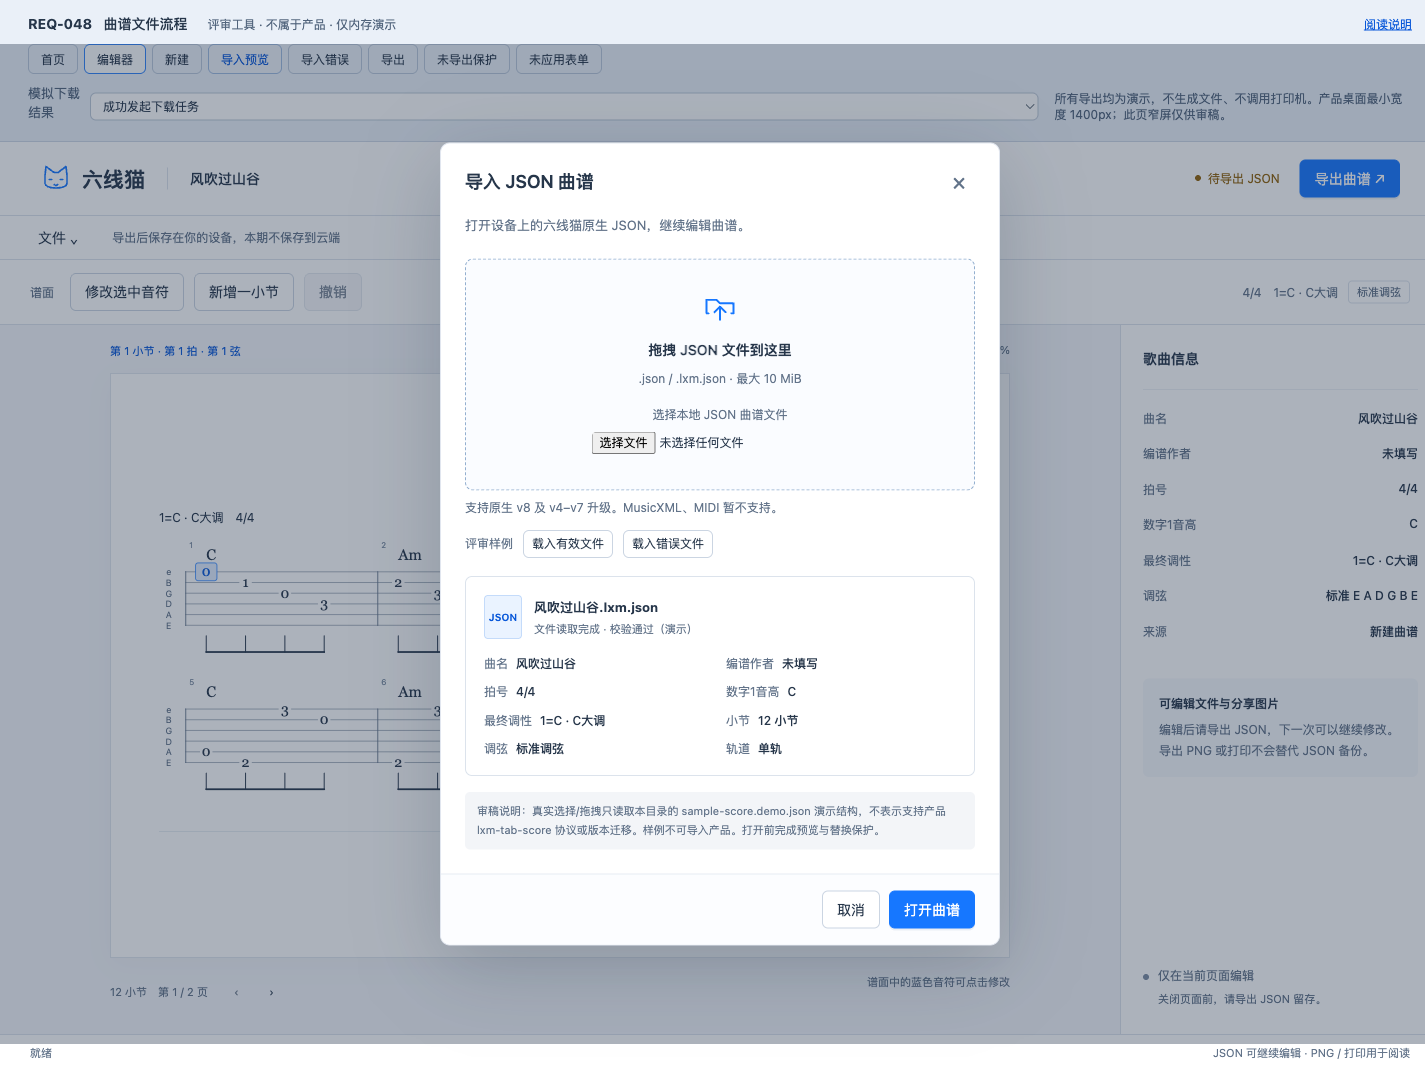 REQ-048 曲谱文件流程 评审工具 · 不属于产品 · 仅内存演示 阅读说明
首页 编辑器 新建 导入预览 导入错误 导出 未导出保护 未应用表单
模拟下载结果 成功发起下载任务
所有导出均为演示，不生成文件、不调用打印机。产品桌面最小宽
度 1400px；此页窄屏仅供审稿。
六线猫 风吹过山谷 待导出 JSON 导出曲谱 ↗
文件 导出后保存在你的设备，本期不保存到云端
谱面 修改选中音符 新增一小节 撤销 4/4 1=C · C大调 标准调弦
第 1 小节 · 第 1 拍 · 第 1 弦 %
1=C · C大调 4/4
1 C 2 Am
e B G D A E
0 1 0 3 2 3
5 C 6 Am
e B G D A E
0 2 3 0 2 3
12 小节 第 1 / 2 页 ‹ ›
谱面中的蓝色音符可点击修改
导入 JSON 曲谱 ×
打开设备上的六线猫原生 JSON，继续编辑曲谱。
拖拽 JSON 文件到这里
.json / .lxm.json · 最大 10 MiB
选择本地 JSON 曲谱文件
选择文件 未选择任何文件
支持原生 v8 及 v4–v7 升级。MusicXML、MIDI 暂不支持。
评审样例 载入有效文件 载入错误文件
JSON
风吹过山谷.lxm.json
文件读取完成 · 校验通过（演示）
曲名 风吹过山谷 编谱作者 未填写
拍号 4/4 数字1音高 C
最终调性 1=C · C大调 小节 12 小节
调弦 标准调弦 轨道 单轨
审稿说明：真实选择/拖拽只读取本目录的 sample-score.demo.json 演示结构，不表示支持产品
lxm-tab-score 协议或版本迁移。样例不可导入产品。打开前完成预览与替换保护。
取消 打开曲谱
歌曲信息
曲名 风吹过山谷
编谱作者 未填写
拍号 4/4
数字1音高 C
最终调性 1=C · C大调
调弦 标准 E A D G B E
来源 新建曲谱
可编辑文件与分享图片
编辑后请导出 JSON，下一次可以继续修改。
导出 PNG 或打印不会替代 JSON 备份。
仅在当前页面编辑
关闭页面前，请导出 JSON 留存。
就绪 JSON 可继续编辑 · PNG / 打印用于阅读